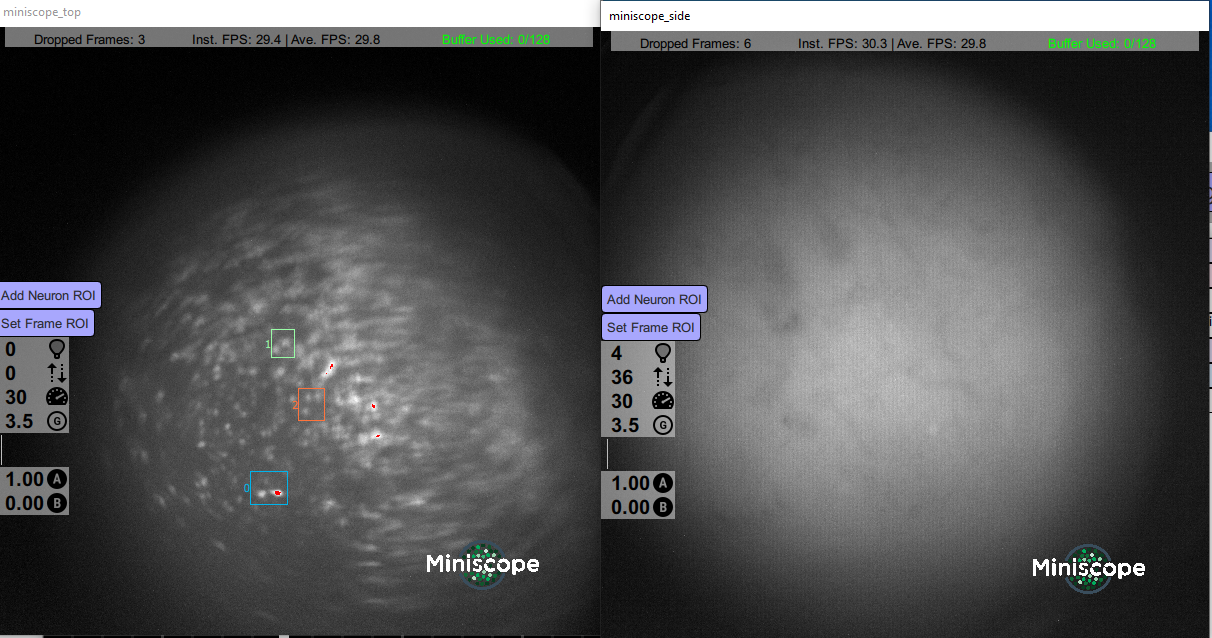 miniscope_top
Dropped Frames: 3 Inst. FPS: 29.4 | Ave. FPS: 29.8 Buffer Used: 0/128
Add Neuron ROI
Set Frame ROI
0
0
30
3.5 G
1.00 A
0.00 B
1
2
0
Miniscope
miniscope_side
Dropped Frames: 6 Inst. FPS: 30.3 | Ave. FPS: 29.8 Buffer Used: 0/128
Add Neuron ROI
Set Frame ROI
4
36
30
3.5 G
1.00 A
0.00 B
Miniscope